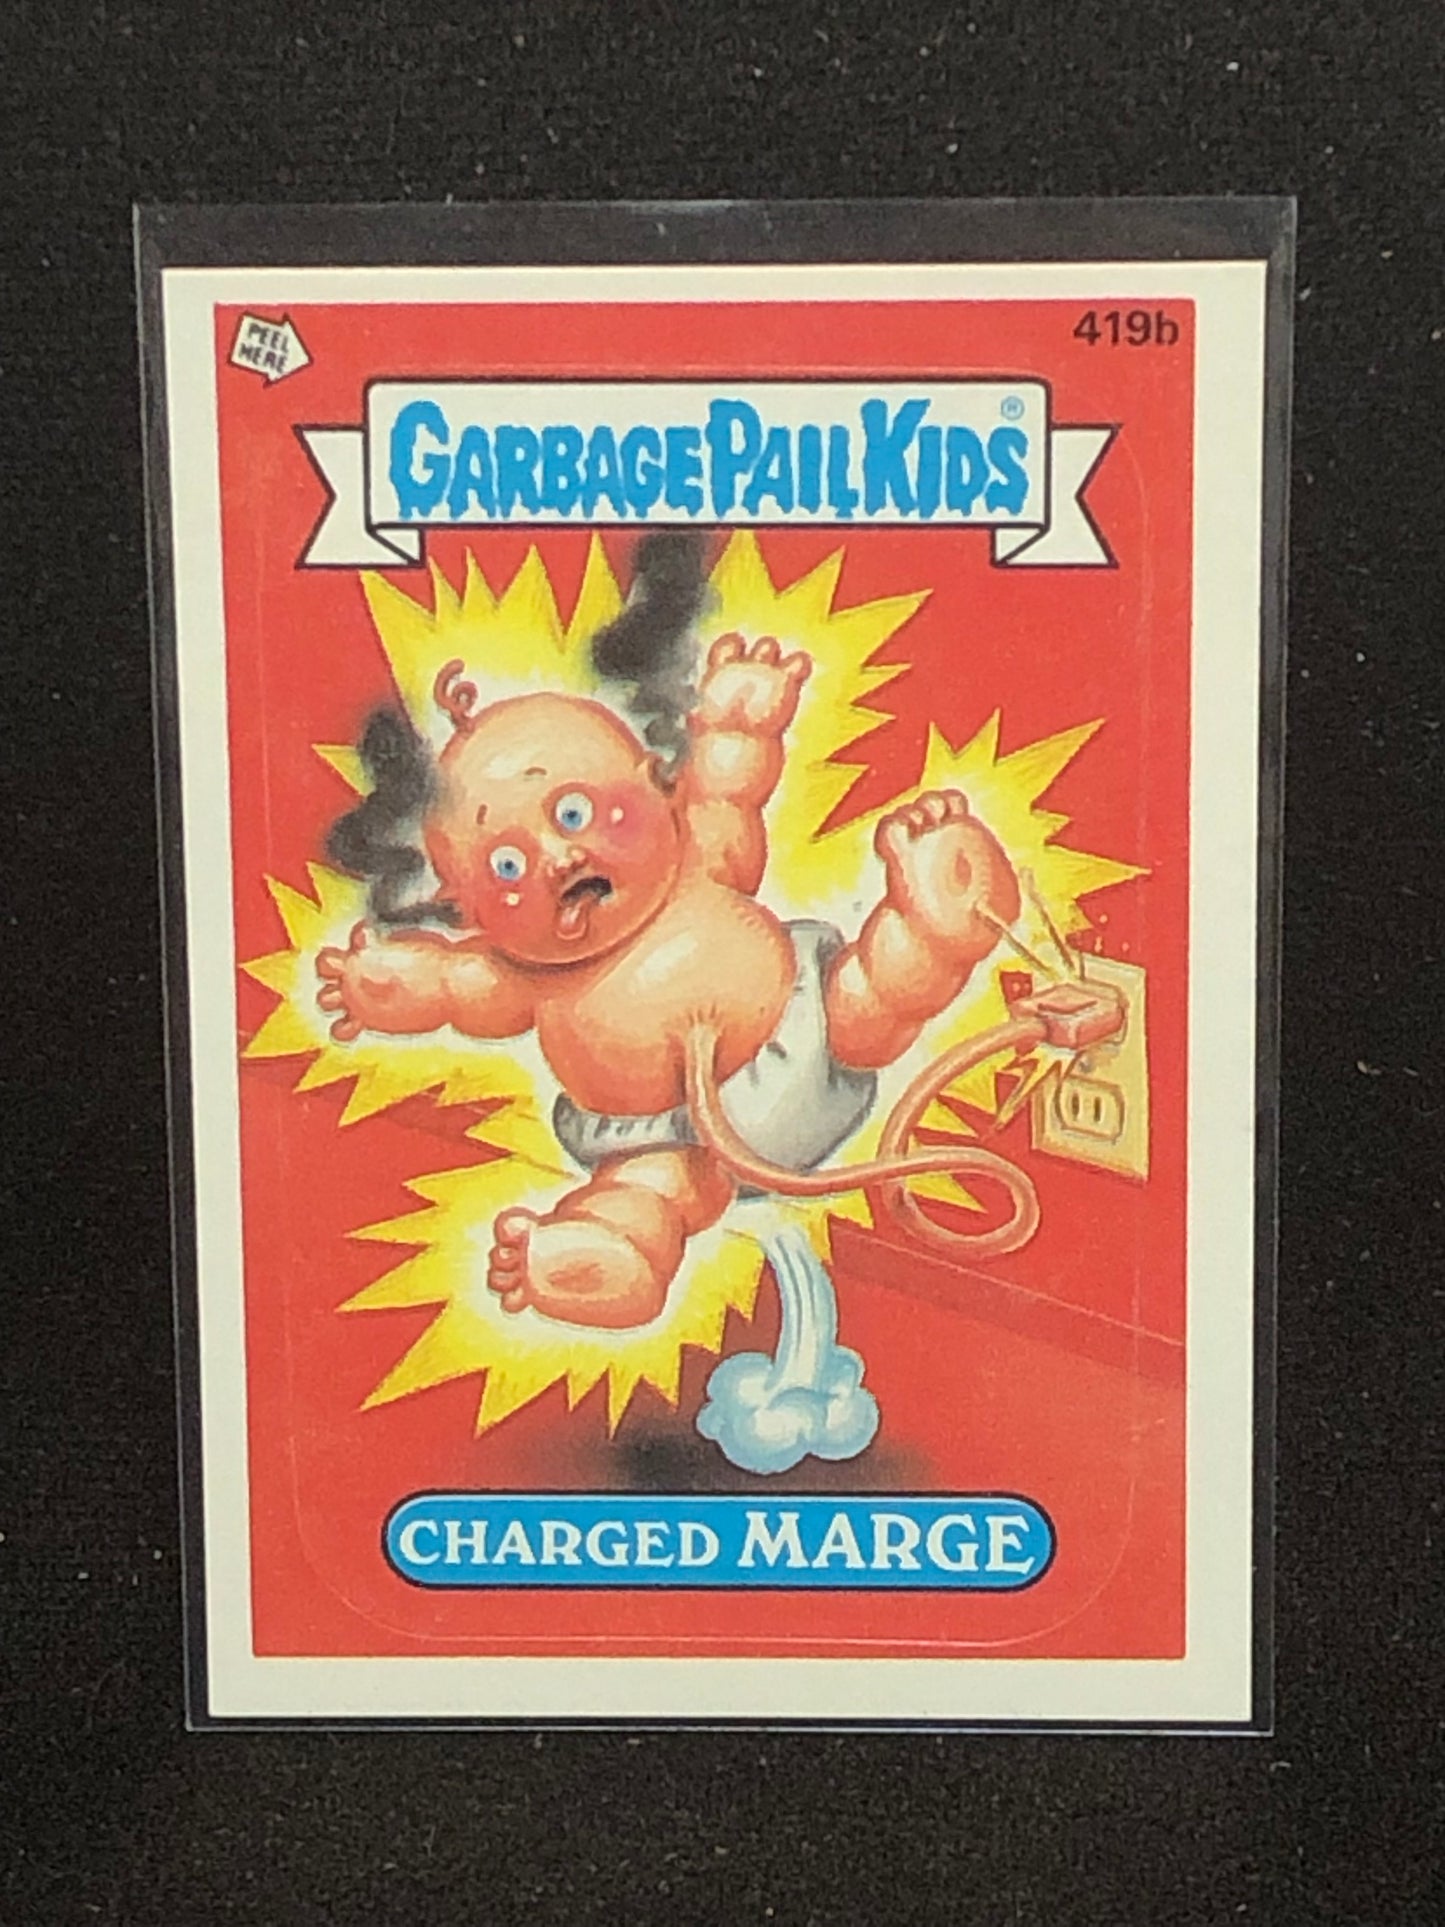 PEEL
HERE
419b
GARBAGE PAIL KIDS®
CHARGED MARGE